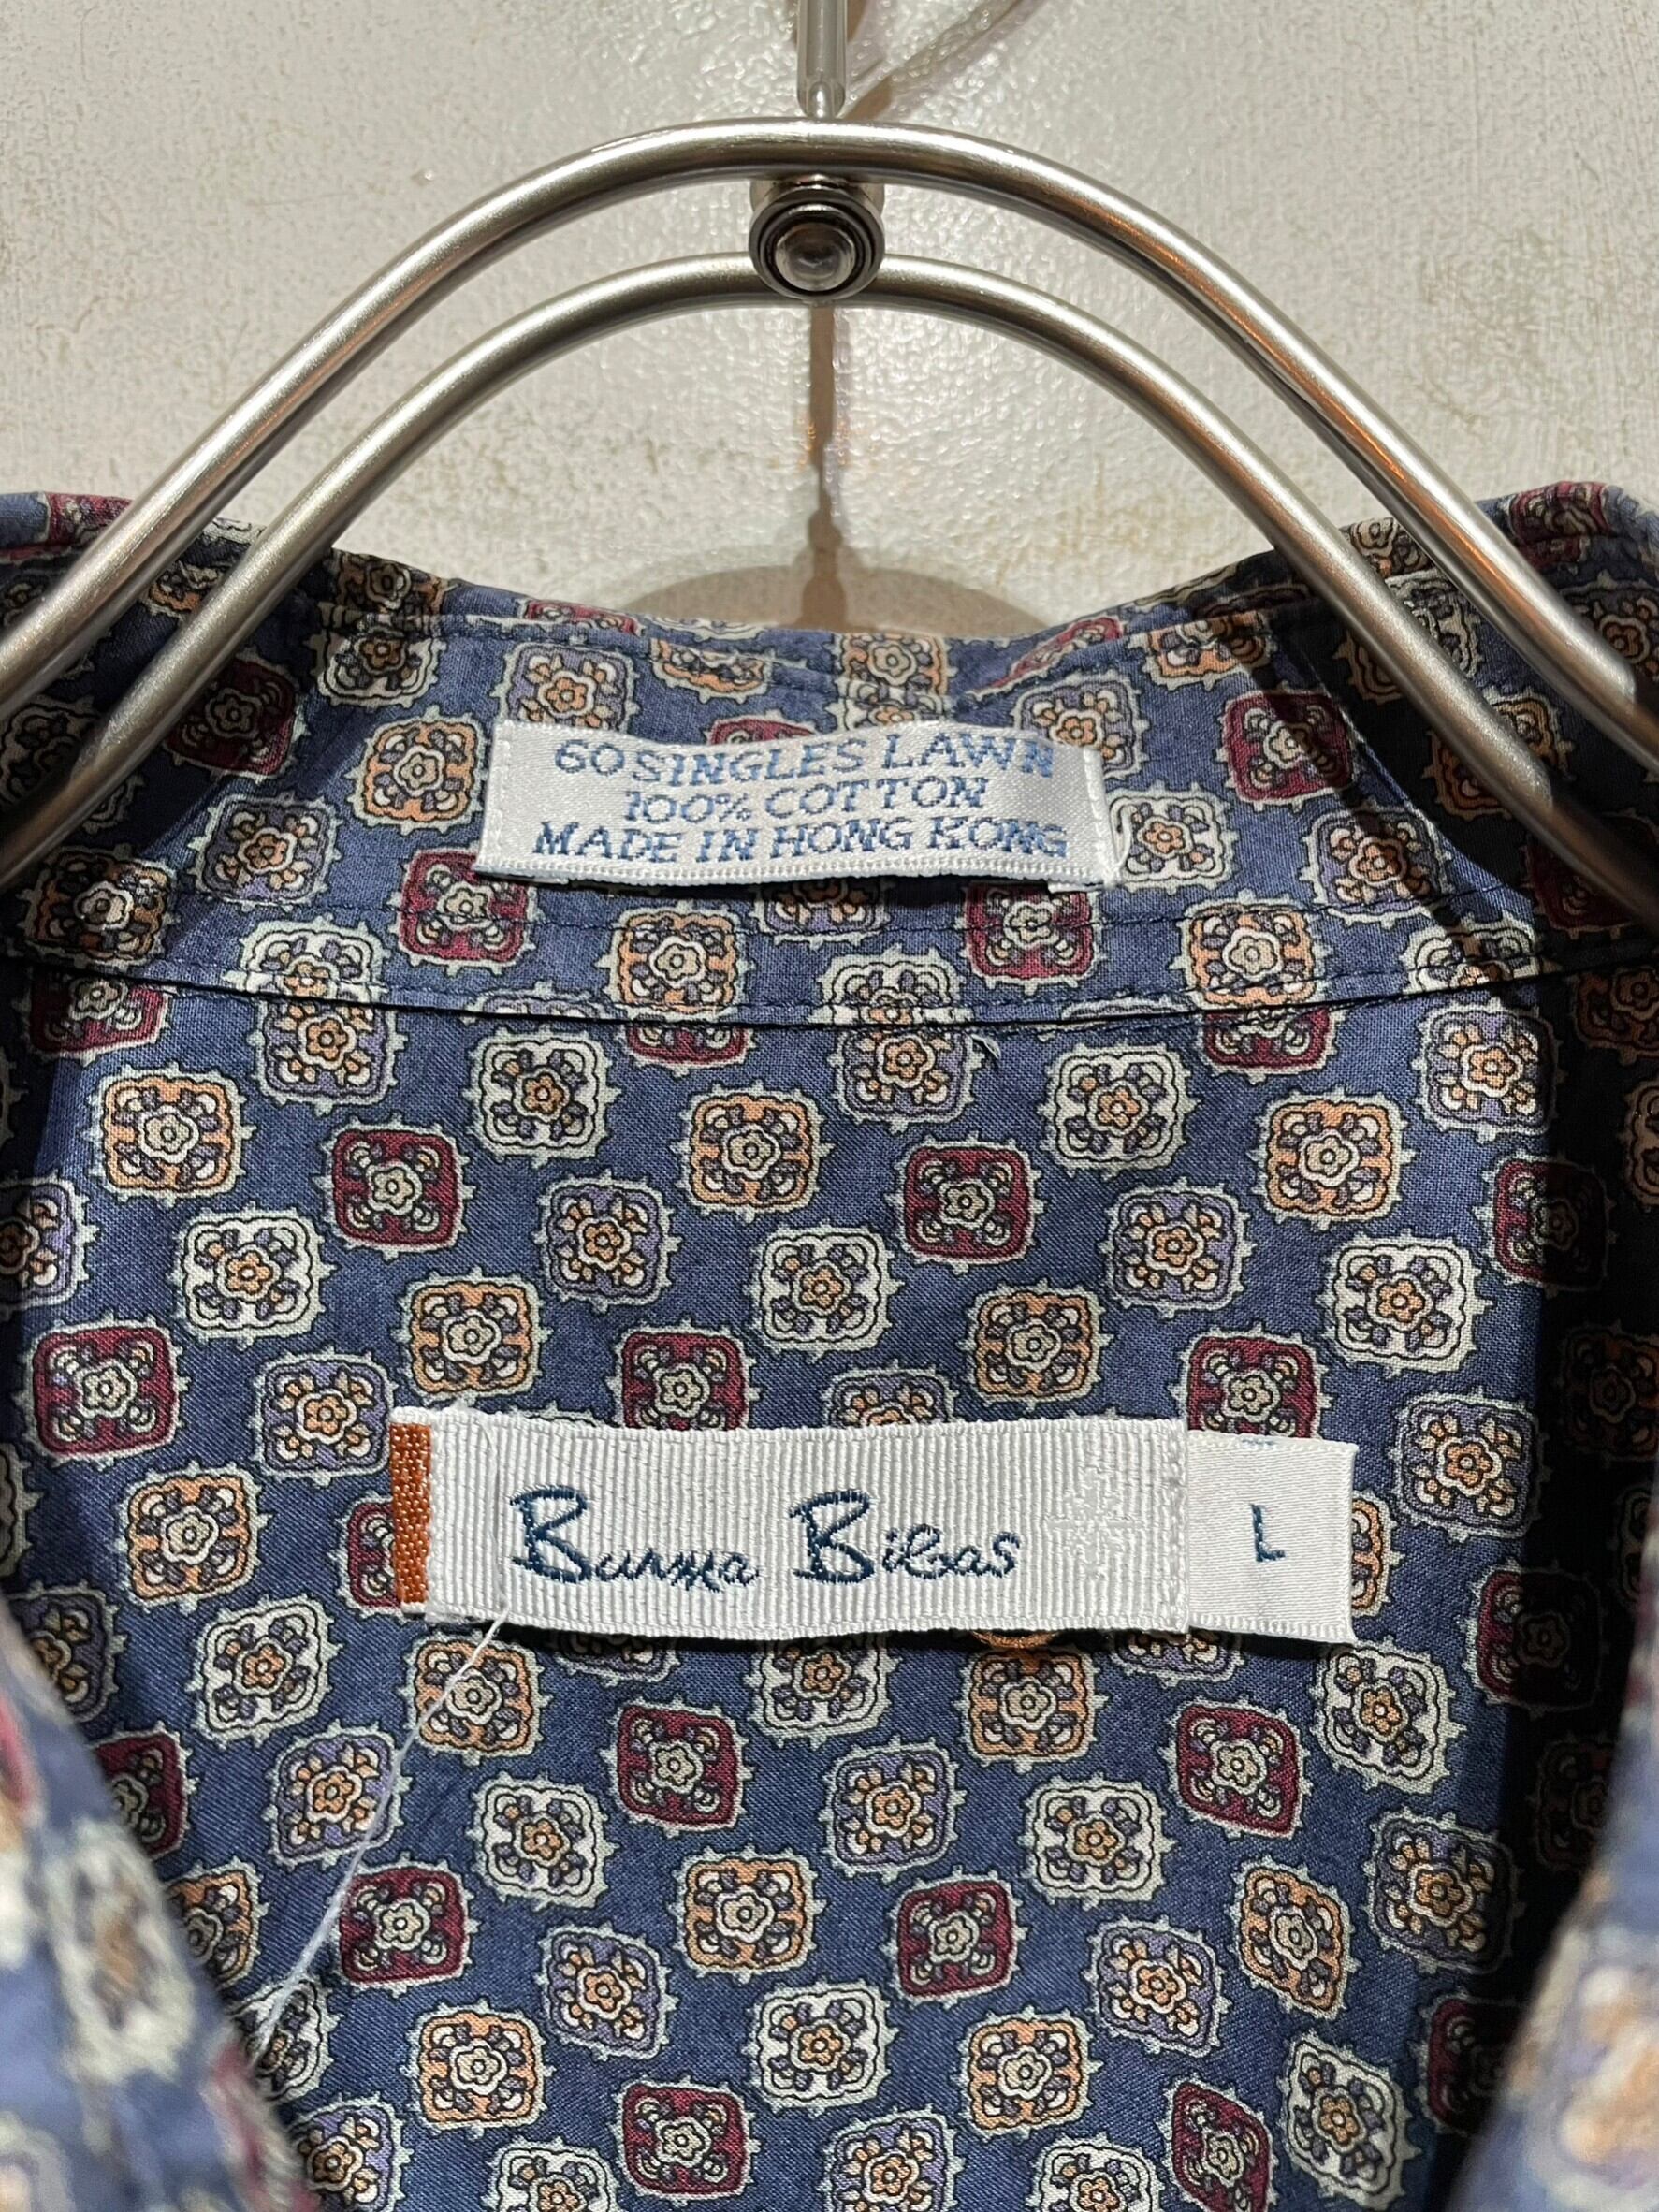 60 SINGLES LAWN
100% COTTON
MADE IN HONG KONG
Burma Bibas
L